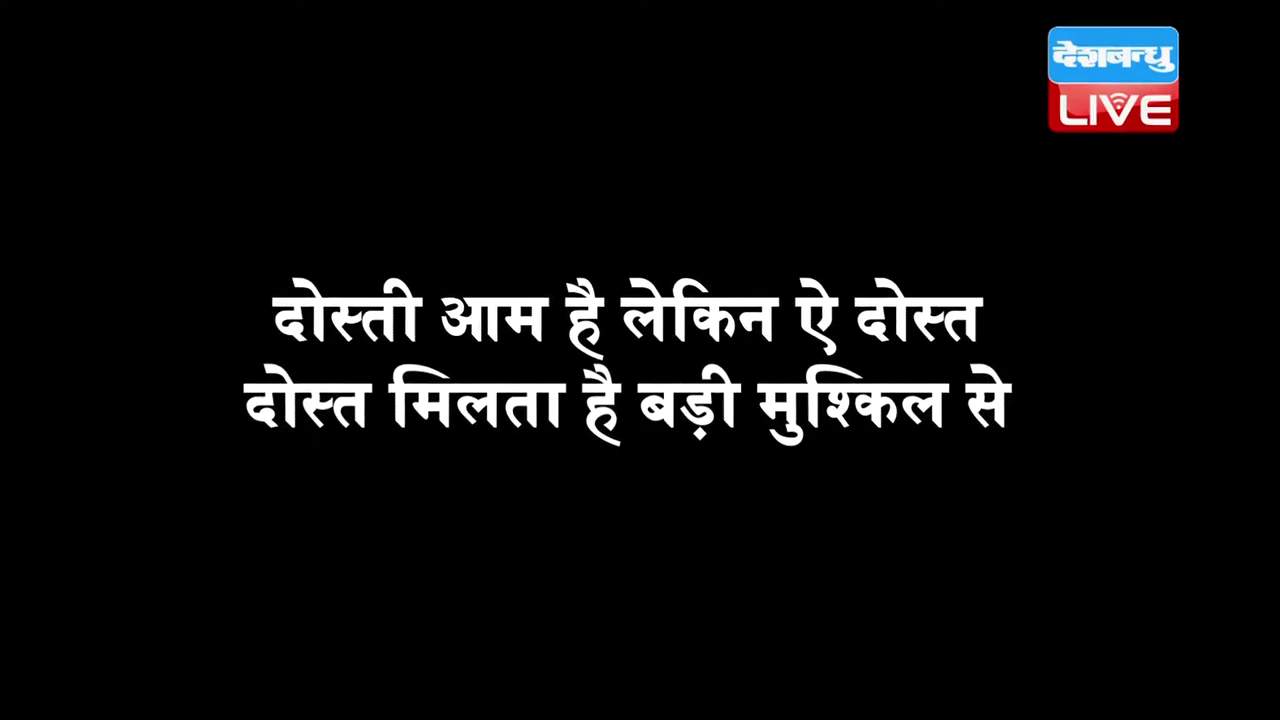 देशबन्धु
LIVE
दोस्ती आम है लेकिन ऐ दोस्त
दोस्त मिलता है बड़ी मुश्किल से